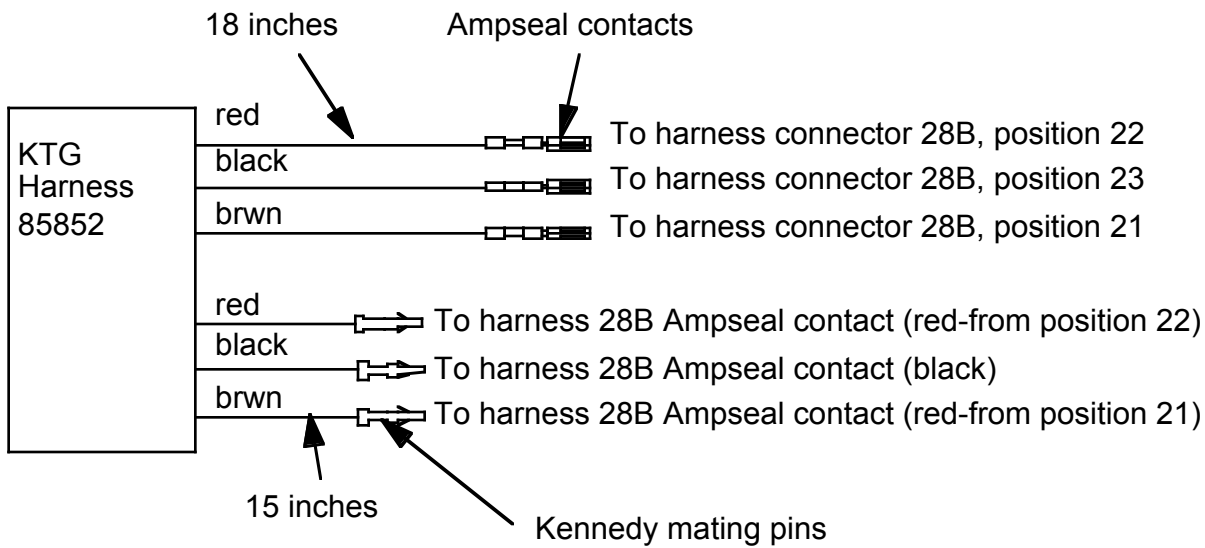 18 inches
Ampseal contacts
KTG
Harness
85852
red
To harness connector 28B, position 22
black
To harness connector 28B, position 23
brwn
To harness connector 28B, position 21
red
To harness 28B Ampseal contact (red-from position 22)
black
To harness 28B Ampseal contact (black)
brwn
To harness 28B Ampseal contact (red-from position 21)
15 inches
Kennedy mating pins